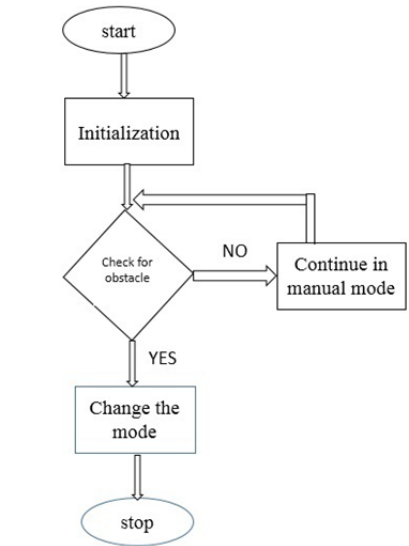 start
Initialization
Check for
obstacle
NO
Continue in
manual mode
YES
Change the
mode
stop